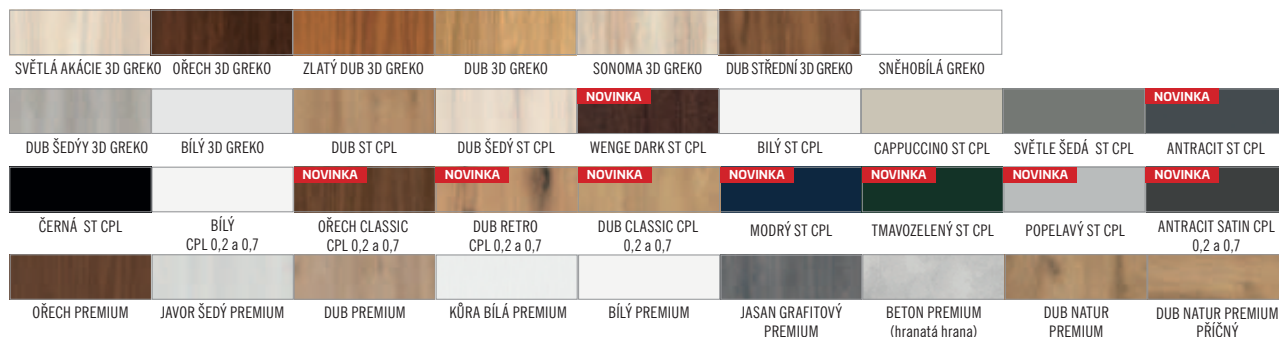 SVĚTLÁ AKÁCIE 3D GREKO OŘECH 3D GREKO ZLATÝ DUB 3D GREKO DUB 3D GREKO SONOMA 3D GREKO DUB STŘEDNÍ 3D GREKO SNĚHOBÍLÁ GREKO
NOVINKA NOVINKA
DUB ŠEDÝY 3D GREKO BÍLÝ 3D GREKO DUB ST CPL DUB ŠEDÝ ST CPL WENGE DARK ST CPL BILÝ ST CPL CAPPUCCINO ST CPL SVĚTLE ŠEDÁ ST CPL ANTRACIT ST CPL
NOVINKA NOVINKA NOVINKA NOVINKA NOVINKA NOVINKA NOVINKA
ČERNÁ ST CPL BÍLÝ OŘECH CLASSIC DUB RETRO DUB CLASSIC CPL MODRÝ ST CPL TMAVOZELENÝ ST CPL POPELAVÝ ST CPL ANTRACIT SATIN CPL
CPL 0,2 a 0,7 CPL 0,2 a 0,7 CPL 0,2 a 0,7 0,2 a 0,7 0,2 a 0,7
OŘECH PREMIUM JAVOR ŠEDÝ PREMIUM DUB PREMIUM KŮRA BÍLÁ PREMIUM BÍLÝ PREMIUM JASAN GRAFITOVÝ BETON PREMIUM DUB NATUR DUB NATUR PREMIUM
PREMIUM (hranatá hrana) PREMIUM PŘÍČNÝ